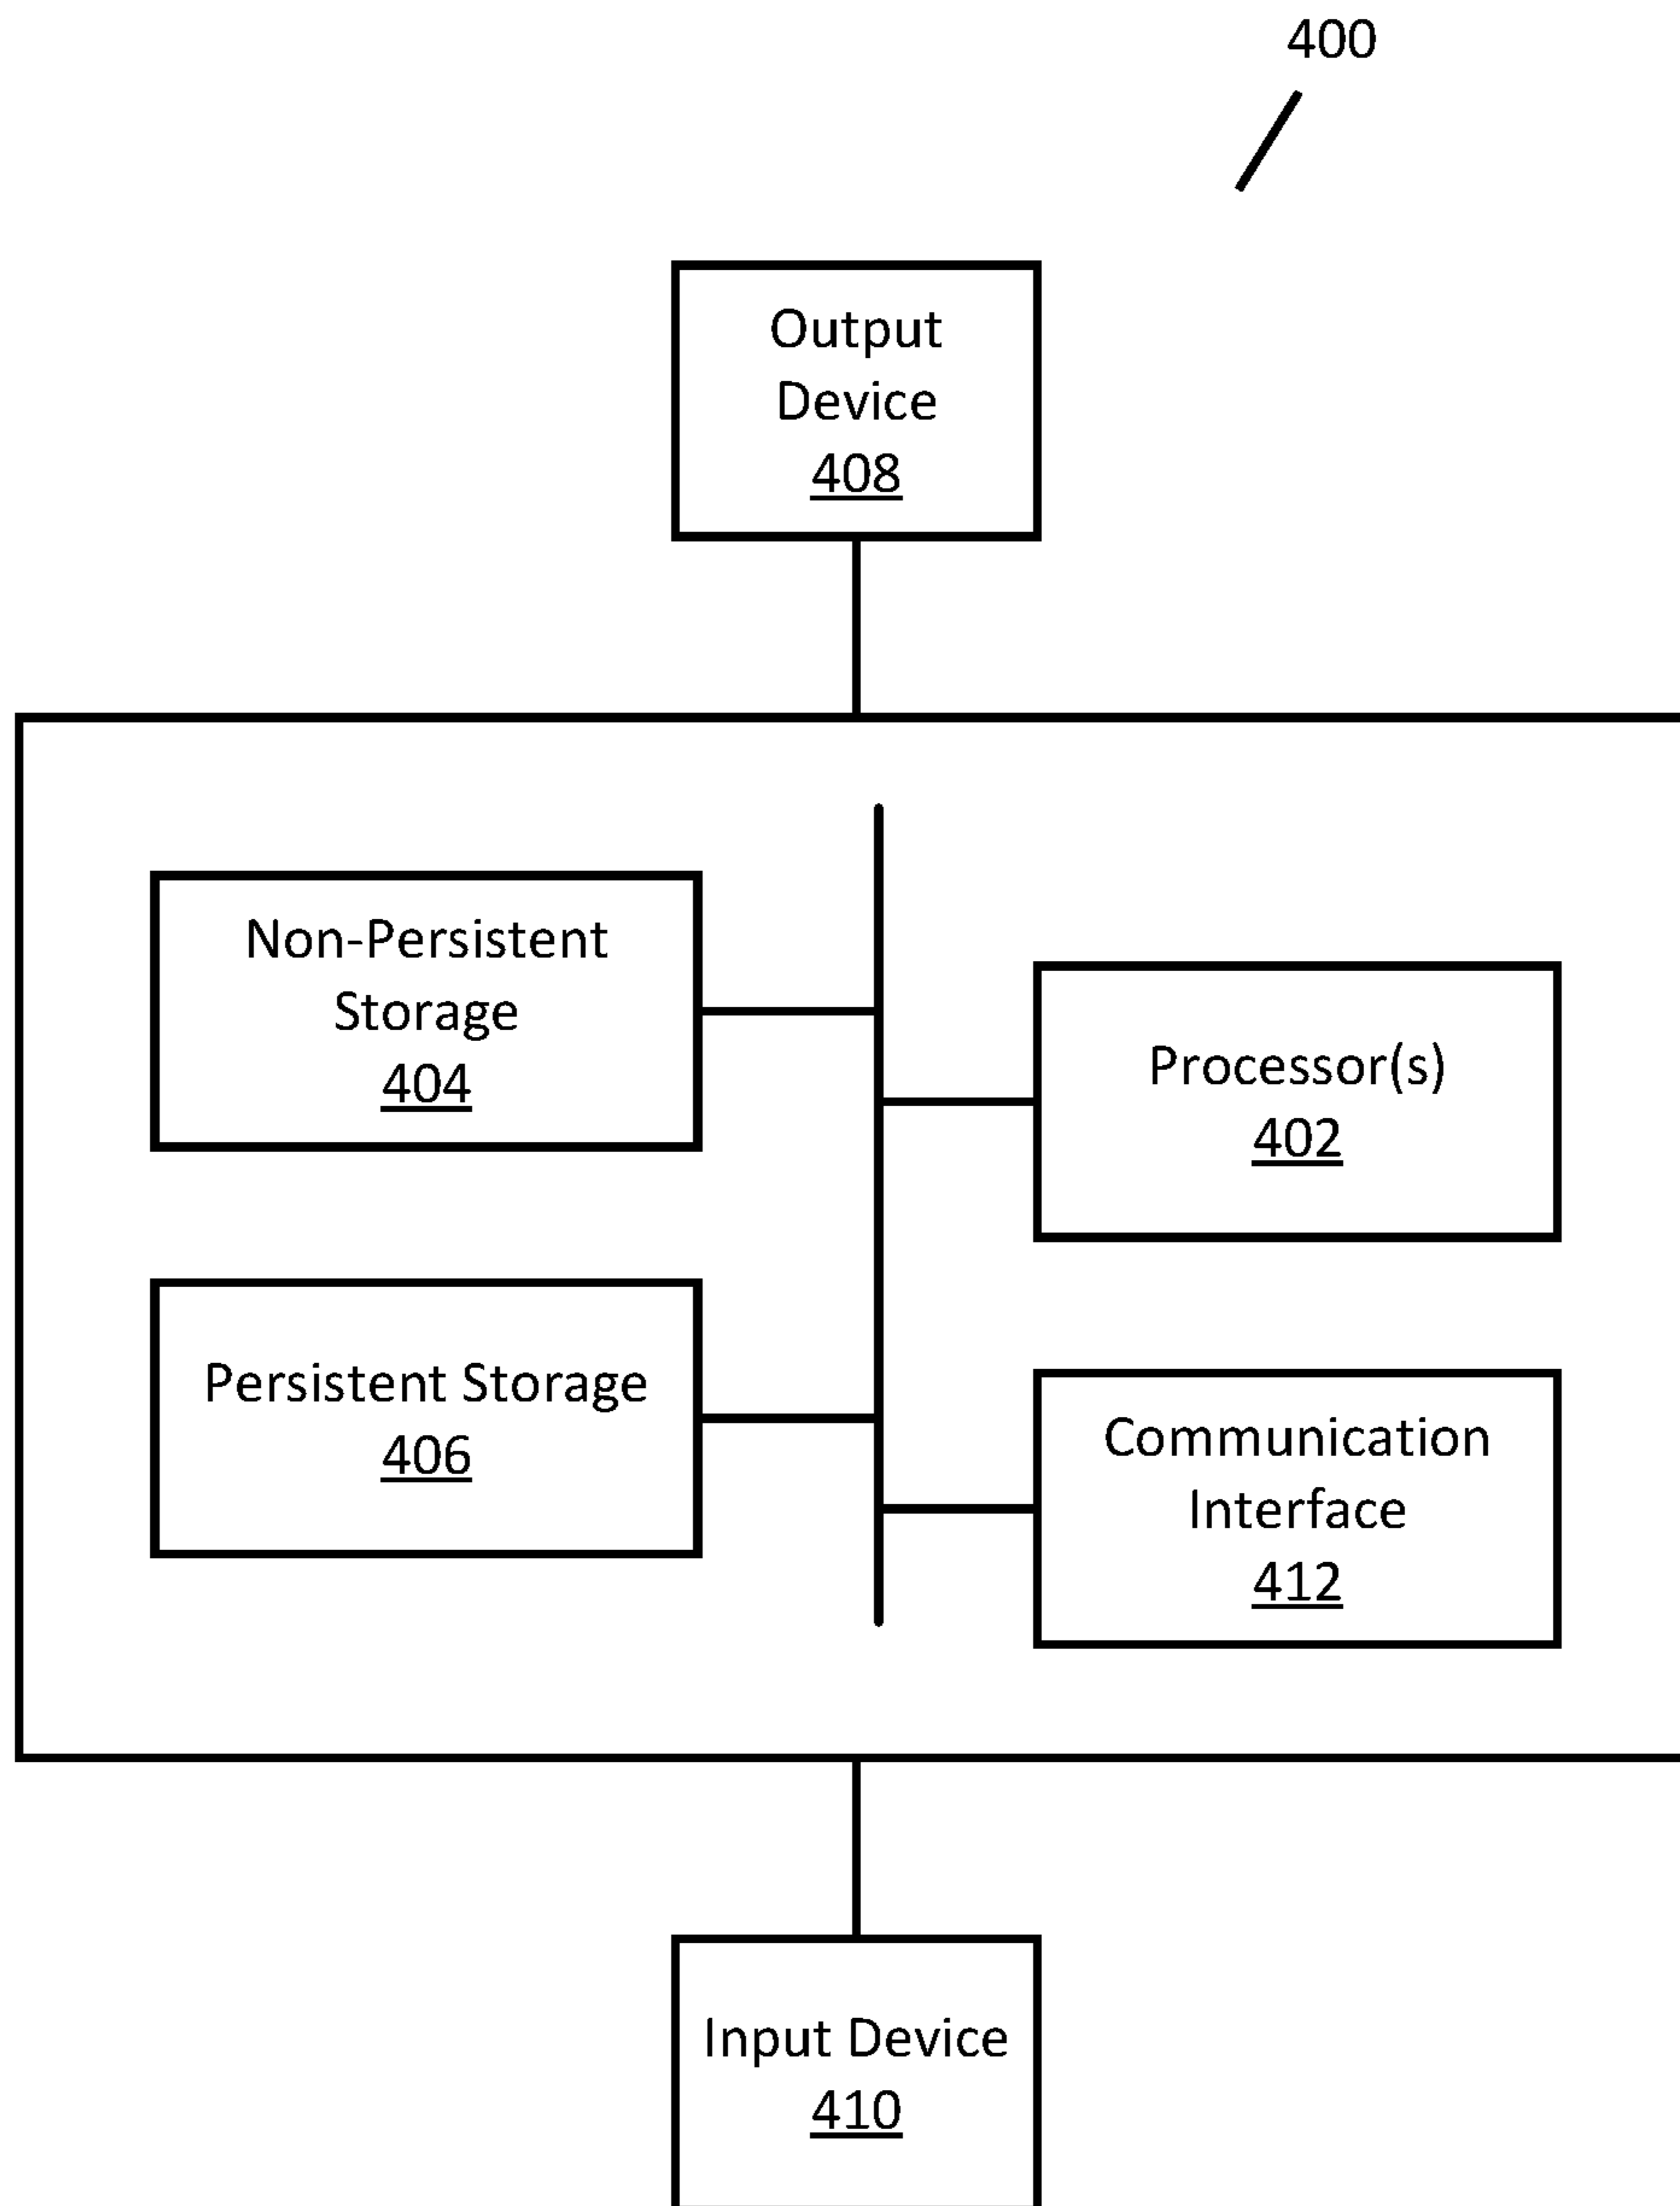 400
Output
Device
408
Non-Persistent
Storage
404
Processor(s)
402
Persistent Storage
406
Communication
Interface
412
Input Device
410